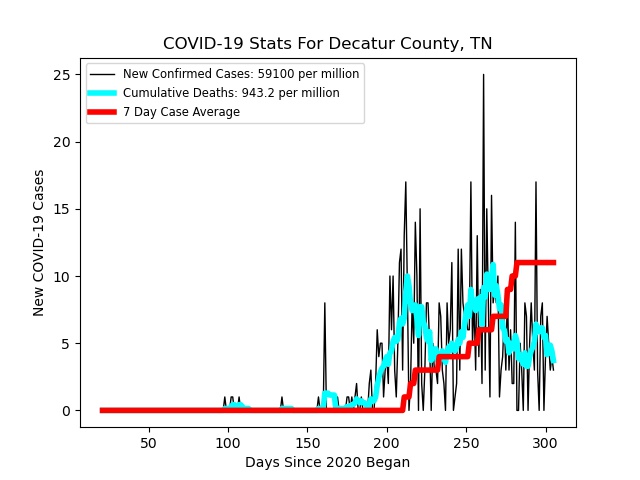 COVID-19 Stats For Decatur County, TN
New Confirmed Cases: 59100 per million
Cumulative Deaths: 943.2 per million
7 Day Case Average
New COVID-19 Cases
25
20
15
10
5
0
50 100 150 200 250 300
Days Since 2020 Began